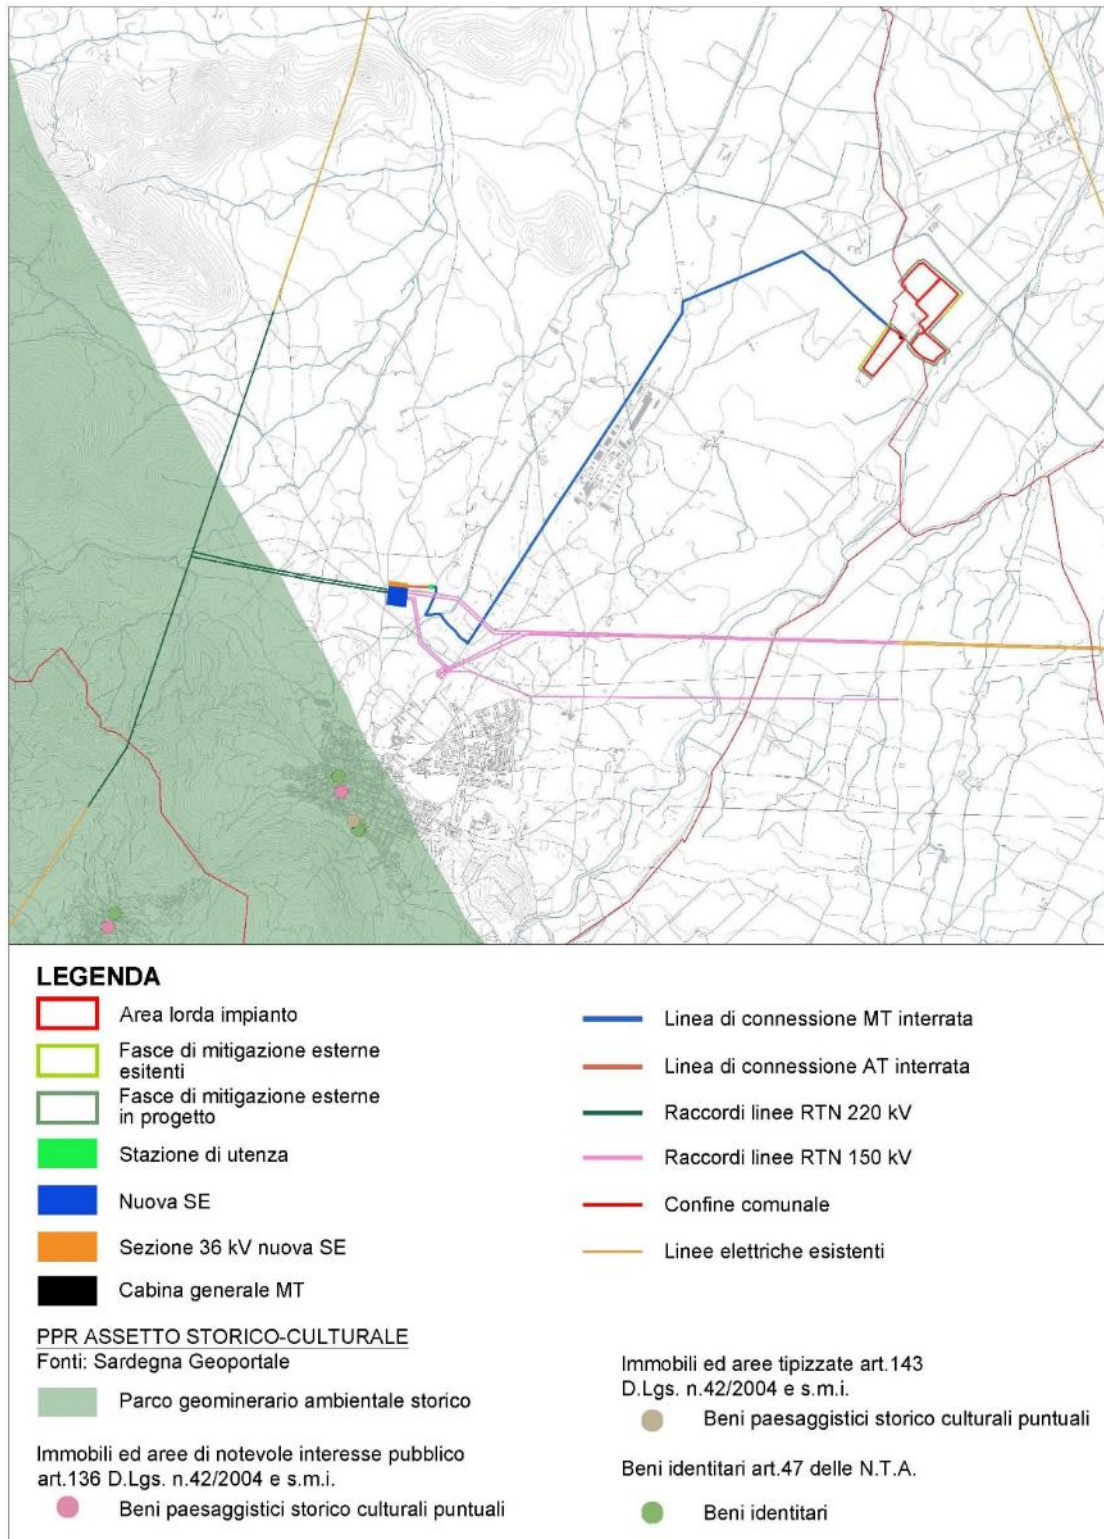 LEGENDA
Area lorda impianto
Fasce di mitigazione esterne
esitenti
Fasce di mitigazione esterne
in progetto
Stazione di utenza
Nuova SE
Sezione 36 kV nuova SE
Cabina generale MT
Linea di connessione MT interrata
Linea di connessione AT interrata
Raccordi linee RTN 220 kV
Raccordi linee RTN 150 kV
Confine comunale
Linee elettriche esistenti
PPR ASSETTO STORICO-CULTURALE
Fonti: Sardegna Geoportale
Parco geominerario ambientale storico
Immobili ed aree di notevole interesse pubblico
art.136 D.Lgs. n.42/2004 e s.m.i.
Beni paesaggistici storico culturali puntuali
Immobili ed aree tipizzate art.143
D.Lgs. n.42/2004 e s.m.i.
Beni paesaggistici storico culturali puntuali
Beni identitari art.47 delle N.T.A.
Beni identitari